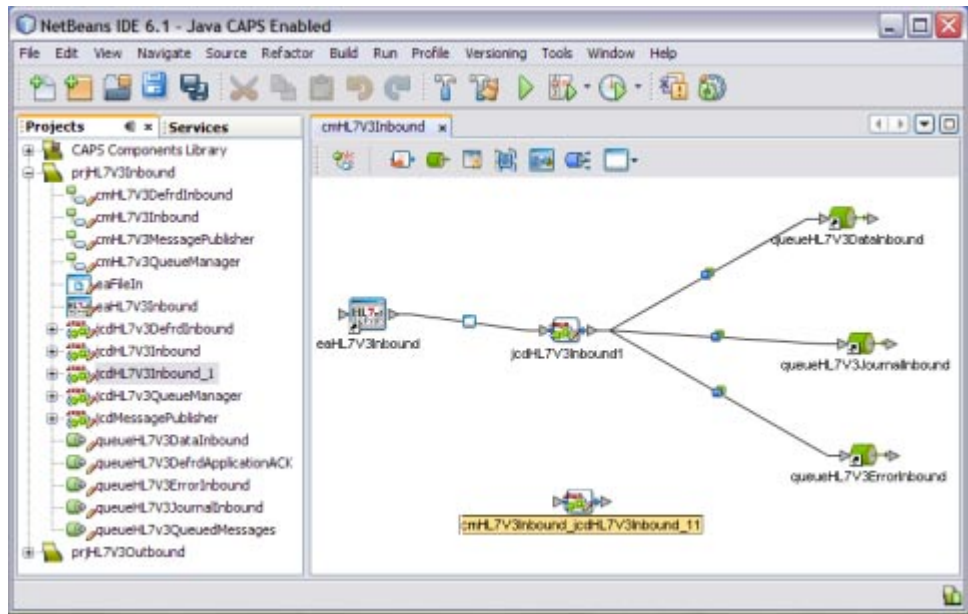 NetBeans IDE 6.1 - Java CAPS Enabled
File Edit View Navigate Source Refactor Build Run Profile Versioning Tools Window Help
Projects Services
cmHL7V3Inbound
CAPS Components Library
prjHL7V3Inbound
cmHL7V3DefrdInbound
cmHL7V3Inbound
cmHL7V3MessagePublisher
cmHL7v3QueueManager
eaFileIn
eaHL7V3Inbound
jcdHL7v3DefrdInbound
jcdHL7V3Inbound
jcdHL7V3Inbound_1
jcdHL7V3QueueManager
jcdMessagePublisher
queueHL7V3DataInbound
queueHL7V3DefrdApplicationACK
queueHL7V3ErrorInbound
queueHL7V3JournalInbound
queueHL7v3QueuedMessages
prjHL7V3Outbound
queueHL7V3DataInbound
eaHL7V3Inbound
jcdHL7V3Inbound1
queueHL7V3JournalInbound
queueHL7V3ErrorInbound
cmHL7V3Inbound_jcdHL7V3Inbound_11